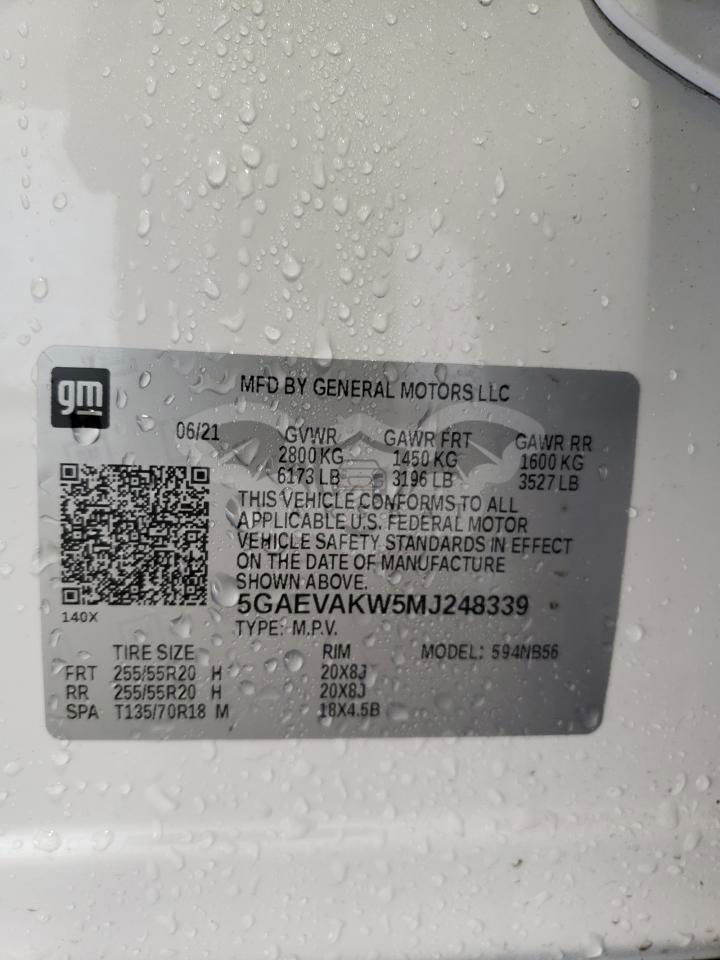 gm
MFD BY GENERAL MOTORS LLC
06/21 GVWR GAWR FRT GAWR RR
2800 KG 1450 KG 1600 KG
6173 LB 3196 LB 3527 LB
THIS VEHICLE CONFORMS TO ALL
APPLICABLE U.S. FEDERAL MOTOR
VEHICLE SAFETY STANDARDS IN EFFECT
ON THE DATE OF MANUFACTURE
SHOWN ABOVE.
5GAEVAKW5MJ248339
140X
TYPE: M.P.V.
TIRE SIZE RIM MODEL: 594NB56
FRT 255/55R20 H 20X8J
RR 255/55R20 H 20X8J
SPA T135/70R18 M 18X4.5B